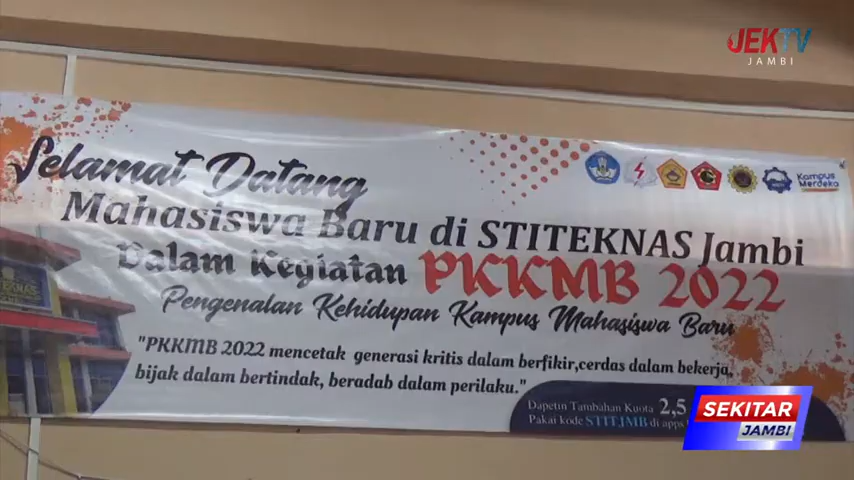 JEKTV
JAMBI
Selamat Datang
Mahasiswa Baru di STITEKNAS Jambi
Dalam Kegiatan PKKMB 2022
Pengenalan Kehidupan Kampus Mahasiswa Baru
"PKKMB 2022 mencetak generasi kritis dalam berfikir,cerdas dalam bekerja,
bijak dalam bertindak, beradab dalam perilaku."
Kampus
Merdeka
Dapetin Tambahan Kuota 2,5
Pakai kode STITJMB di apps
SEKITAR
JAMBI